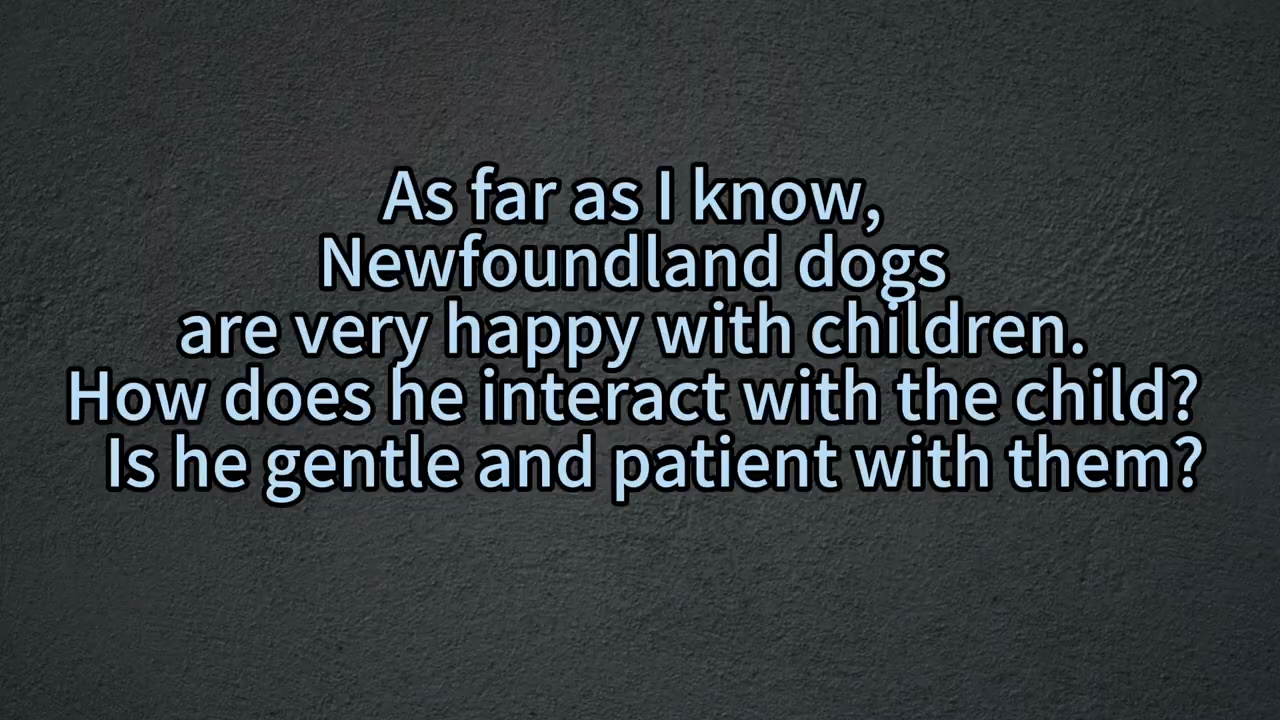 As far as I know,
Newfoundland dogs
are very happy with children.
How does he interact with the child?
Is he gentle and patient with them?